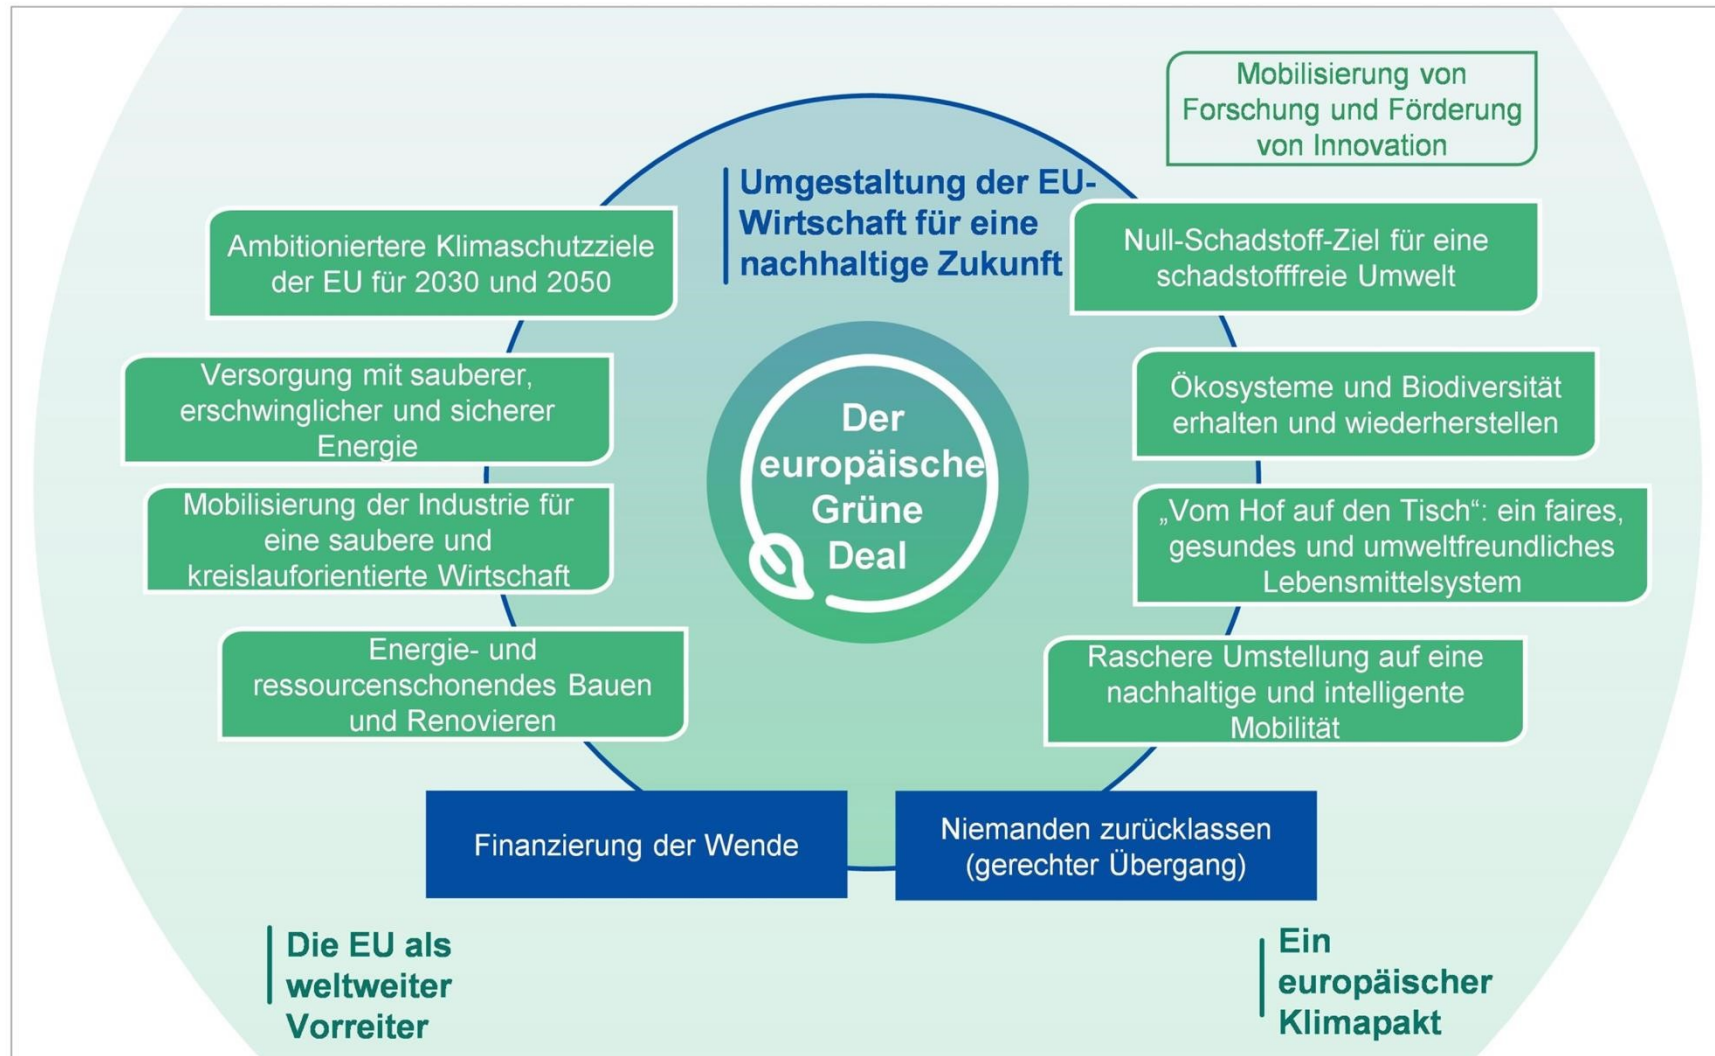 Mobilisierung von
Forschung und Förderung
von Innovation
Umgestaltung der EU-
Wirtschaft für eine
nachhaltige Zukunft
Ambitioniertere Klimaschutzziele
der EU für 2030 und 2050
Null-Schadstoff-Ziel für eine
schadstofffreie Umwelt
Versorgung mit sauberer,
erschwinglicher und sicherer
Energie
Ökosysteme und Biodiversität
erhalten und wiederherstellen
Der
europäische
Grüne
Deal
Mobilisierung der Industrie für
eine saubere und
kreislauforientierte Wirtschaft
„Vom Hof auf den Tisch“: ein faires,
gesundes und umweltfreundliches
Lebensmittelsystem
Energie- und
ressourcenschonendes Bauen
und Renovieren
Raschere Umstellung auf eine
nachhaltige und intelligente
Mobilität
Finanzierung der Wende
Niemanden zurücklassen
(gerechter Übergang)
Die EU als
weltweiter
Vorreiter
Ein
europäischer
Klimapakt